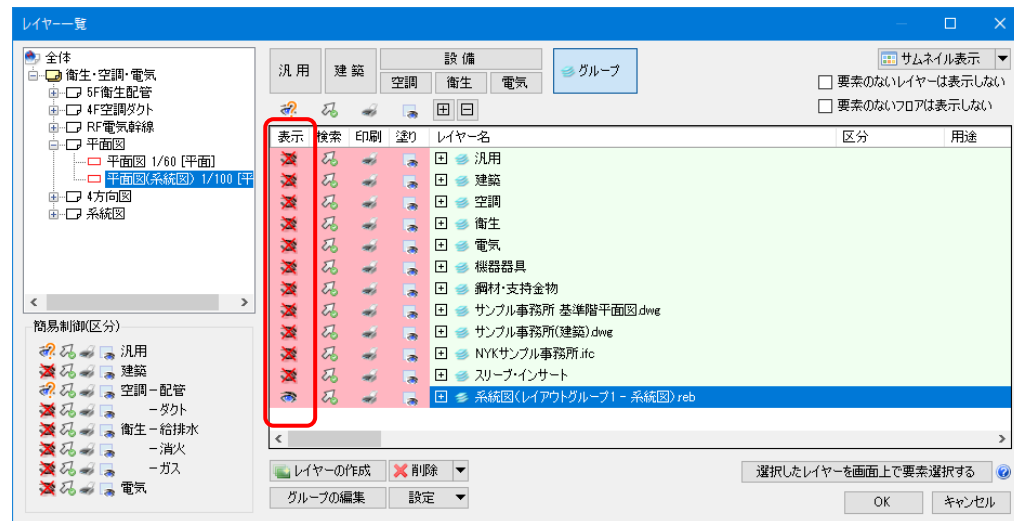 レイヤー一覧
全体
衛生・空調・電気
5F衛生配管
4F空調ダクト
RF電気幹線
平面図
平面図 1/60 [平面]
平面図(系統図) 1/100 [平
4方向図
系統図
簡易制御(区分)
汎用
建築
空調－配管
－ダクト
衛生－給排水
－消火
－ガス
電気
汎用 建築 設備 グループ
空調 衛生 電気
サムネイル表示
要素のないレイヤーは表示しない
要素のないフロアは表示しない
表示 検索 印刷 塗り レイヤー名 区分 用途
汎用
建築
空調
衛生
電気
機器器具
鋼材・支持金物
サンプル事務所 基準階平面図.dwg
サンプル事務所(建築).dwg
NYKサンプル事務所.ifc
スリーブ・インサート
系統図(レイアウトグループ1 - 系統図).reb
レイヤーの作成 削除 選択したレイヤーを画面上で要素選択する
グループの編集 設定 OK キャンセル